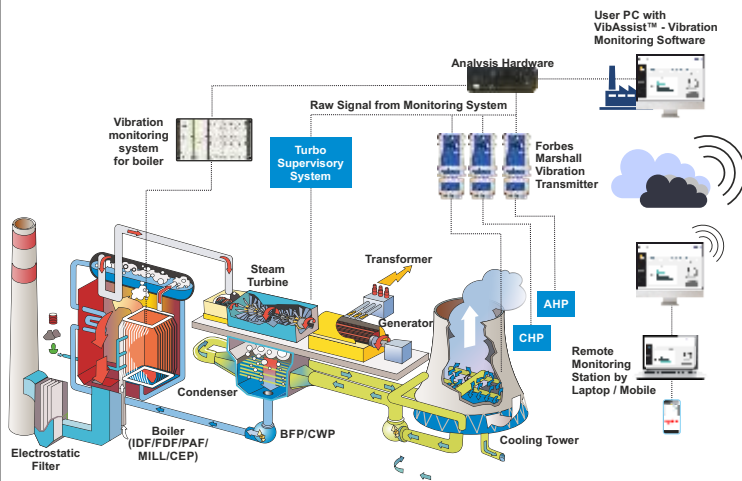 User PC with
VibAssist™ - Vibration
Monitoring Software
Analysis Hardware
Raw Signal from Monitoring System
Vibration
monitoring
system
for boiler
Turbo
Supervisory
System
Forbes
Marshall
Vibration
Transmitter
Transformer
Steam
Turbine
Generator
AHP
CHP
Condenser
Remote
Monitoring
Station by
Laptop / Mobile
Boiler
(IDF/FDF/PAF/
MILL/CEP)
BFP/CWP
Cooling Tower
Electrostatic
Filter